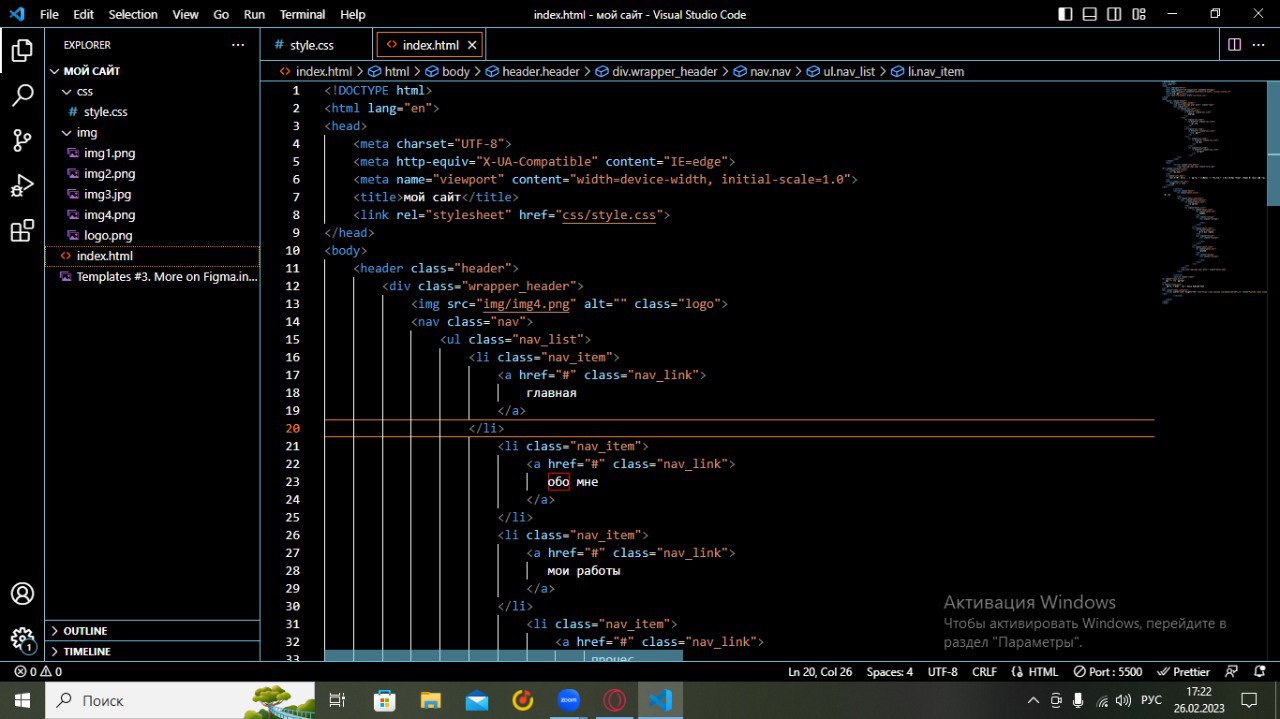 File Edit Selection View Go Run Terminal Help
index.html - мой сайт - Visual Studio Code
EXPLORER
МОЙ САЙТ
css
# style.css
img
img1.png
img2.png
img3.jpg
img4.png
logo.png
<> index.html
Templates #3. More on Figma.in...
OUTLINE
TIMELINE
# style.css
<> index.html
<> index.html > html > body > header.header > div.wrapper_header > nav.nav > ul.nav_list > li.nav_item
1 <!DOCTYPE html>
2 <html lang="en">
3 <head>
4 <meta charset="UTF-8">
5 <meta http-equiv="X-UA-Compatible" content="IE=edge">
6 <meta name="viewport" content="width=device-width, initial-scale=1.0">
7 <title>мой сайт</title>
8 <link rel="stylesheet" href="css/style.css">
9 </head>
10 <body>
11 <header class="header">
12 <div class="wrapper_header">
13 <img src="img/img4.png" alt="" class="logo">
14 <nav class="nav">
15 <ul class="nav_list">
16 <li class="nav_item">
17 <a href="#" class="nav_link">
18 главная
19 </a>
20 </li>
21 <li class="nav_item">
22 <a href="#" class="nav_link">
23 обо мне
24 </a>
25 </li>
26 <li class="nav_item">
27 <a href="#" class="nav_link">
28 мои работы
29 </a>
30 </li>
31 <li class="nav_item">
32 <a href="#" class="nav_link">
33 процес
Активация Windows
Чтобы активировать Windows, перейдите в
раздел "Параметры".
1
0 0
Ln 20, Col 26 Spaces: 4 UTF-8 CRLF HTML Port : 5500 Prettier
Поиск
zoom
РУС
17:22
26.02.2023